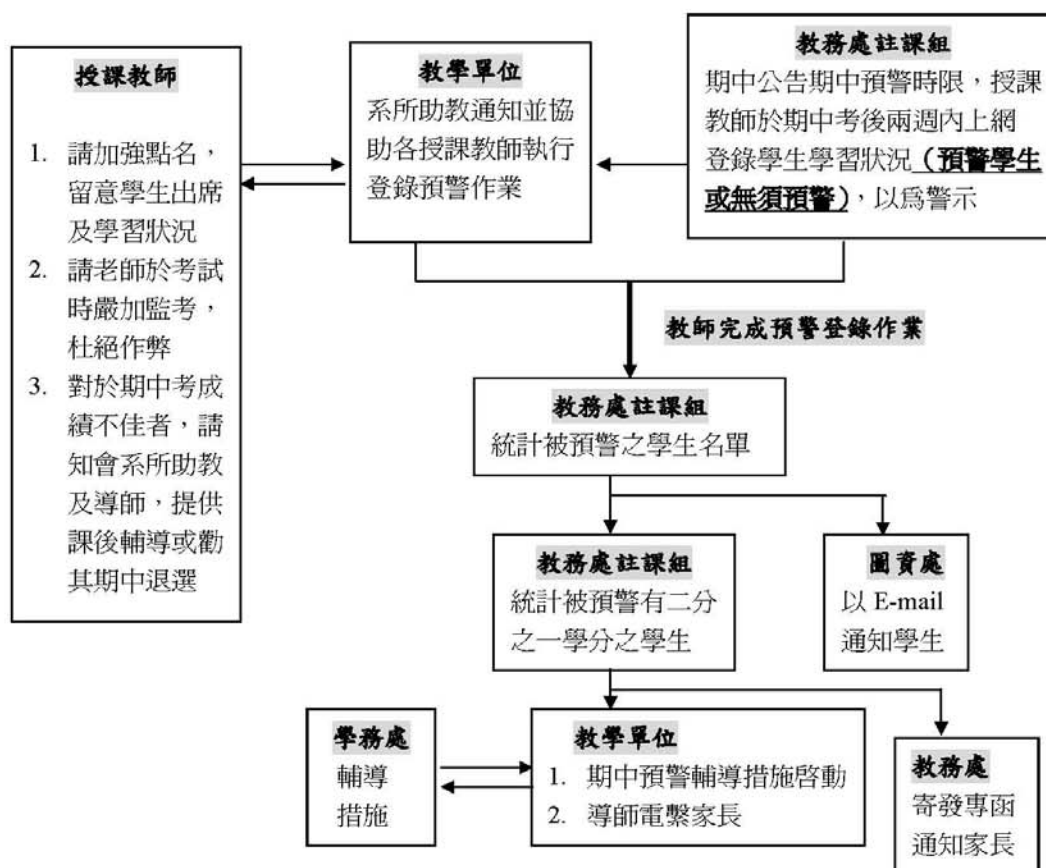 授課教師
1. 請加強點名，
留意學生出席
及學習狀況
2. 請老師於考試
時嚴加監考，
杜絕作弊
3. 對於期中考成
績不佳者，請
知會系所助教
及導師，提供
課後輔導或勸
其期中退選
教學單位
系所助教通知並協
助各授課教師執行
登錄預警作業
教務處註課組
期中公告期中預警時限，授課
教師於期中考後兩週內上網
登錄學生學習狀況（預警學生
或無須預警），以為警示
教師完成預警登錄作業
教務處註課組
統計被預警之學生名單
教務處註課組
統計被預警有二分
之一學分之學生
圖資處
以 E-mail
通知學生
學務處
輔導
措施
教學單位
1. 期中預警輔導措施啓動
2. 導師電繫家長
教務處
寄發專函
通知家長